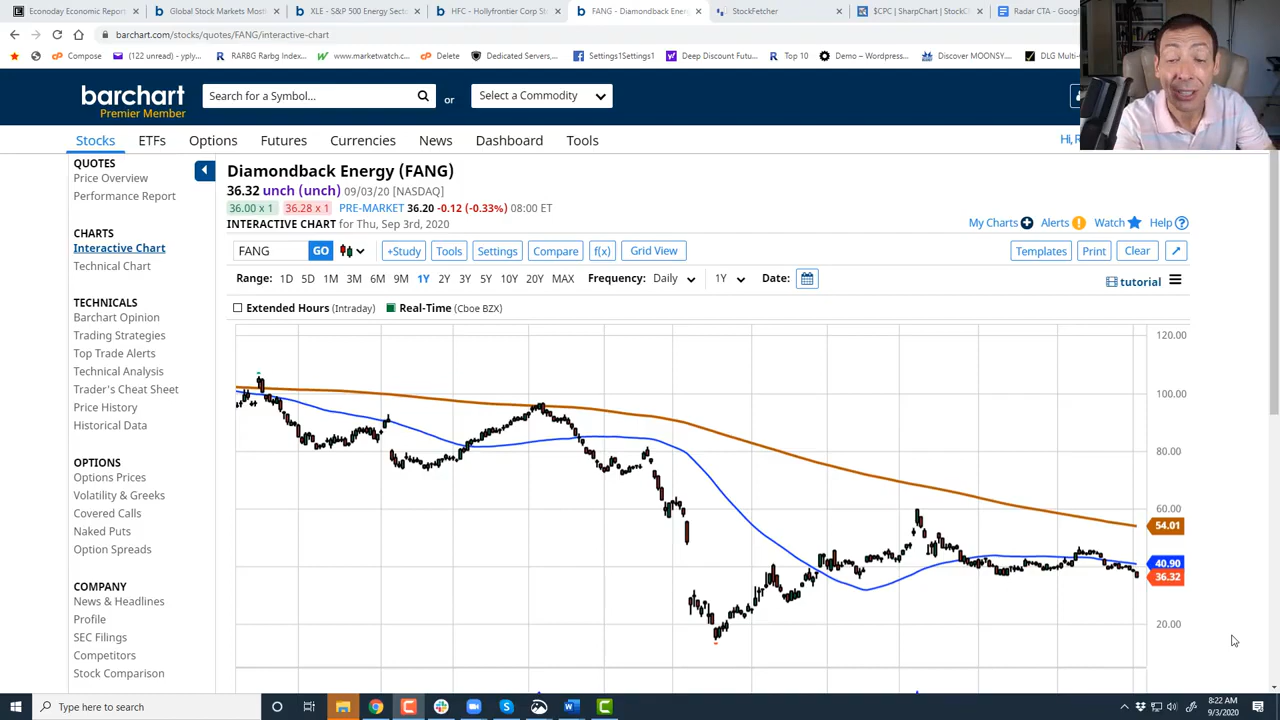 Econoday Economic Report
Global Stock Markets Mos
XLE - S&P 500 Energy Secto
HFC - Hollyfrontier Corp St
FANG - Diamondback Ener
StockFetcher
$CPC | SharpChart | StockC
Radar CTA - Goog
barchart.com/stocks/quotes/FANG/interactive-chart
Compose
(122 unread) - yply
RARBG Rarbg Index...
www.marketwatch...
Delete
Dedicated Servers,...
Settings1Settings1
Deep Discount Futu...
Top 10
Demo – Wordpress...
Discover MOONSY...
DLG Multi-
barchart
Premier Member
Search for a Symbol...
or
Select a Commodity
Stocks ETFs Options Futures Currencies News Dashboard Tools
Hi, R
QUOTES
Price Overview
Performance Report
CHARTS
Interactive Chart
Technical Chart
TECHNICALS
Barchart Opinion
Trading Strategies
Top Trade Alerts
Technical Analysis
Trader's Cheat Sheet
Price History
Historical Data
OPTIONS
Options Prices
Volatility & Greeks
Covered Calls
Naked Puts
Option Spreads
COMPANY
News & Headlines
Profile
SEC Filings
Competitors
Stock Comparison
Diamondback Energy (FANG)
36.32 unch (unch) 09/03/20 [NASDAQ]
36.00 x 1 36.28 x 1 PRE-MARKET 36.20 -0.12 (-0.33%) 08:00 ET
INTERACTIVE CHART for Thu, Sep 3rd, 2020
My Charts Alerts Watch Help
FANG GO +Study Tools Settings Compare f(x) Grid View Templates Print Clear
Range: 1D 5D 1M 3M 6M 9M 1Y 2Y 3Y 5Y 10Y 20Y MAX Frequency: Daily 1Y Date:
tutorial
Extended Hours (Intraday) Real-Time (Cboe BZX)
120.00
100.00
80.00
60.00
54.01
40.90
36.32
20.00
Type here to search
8:22 AM
9/3/2020